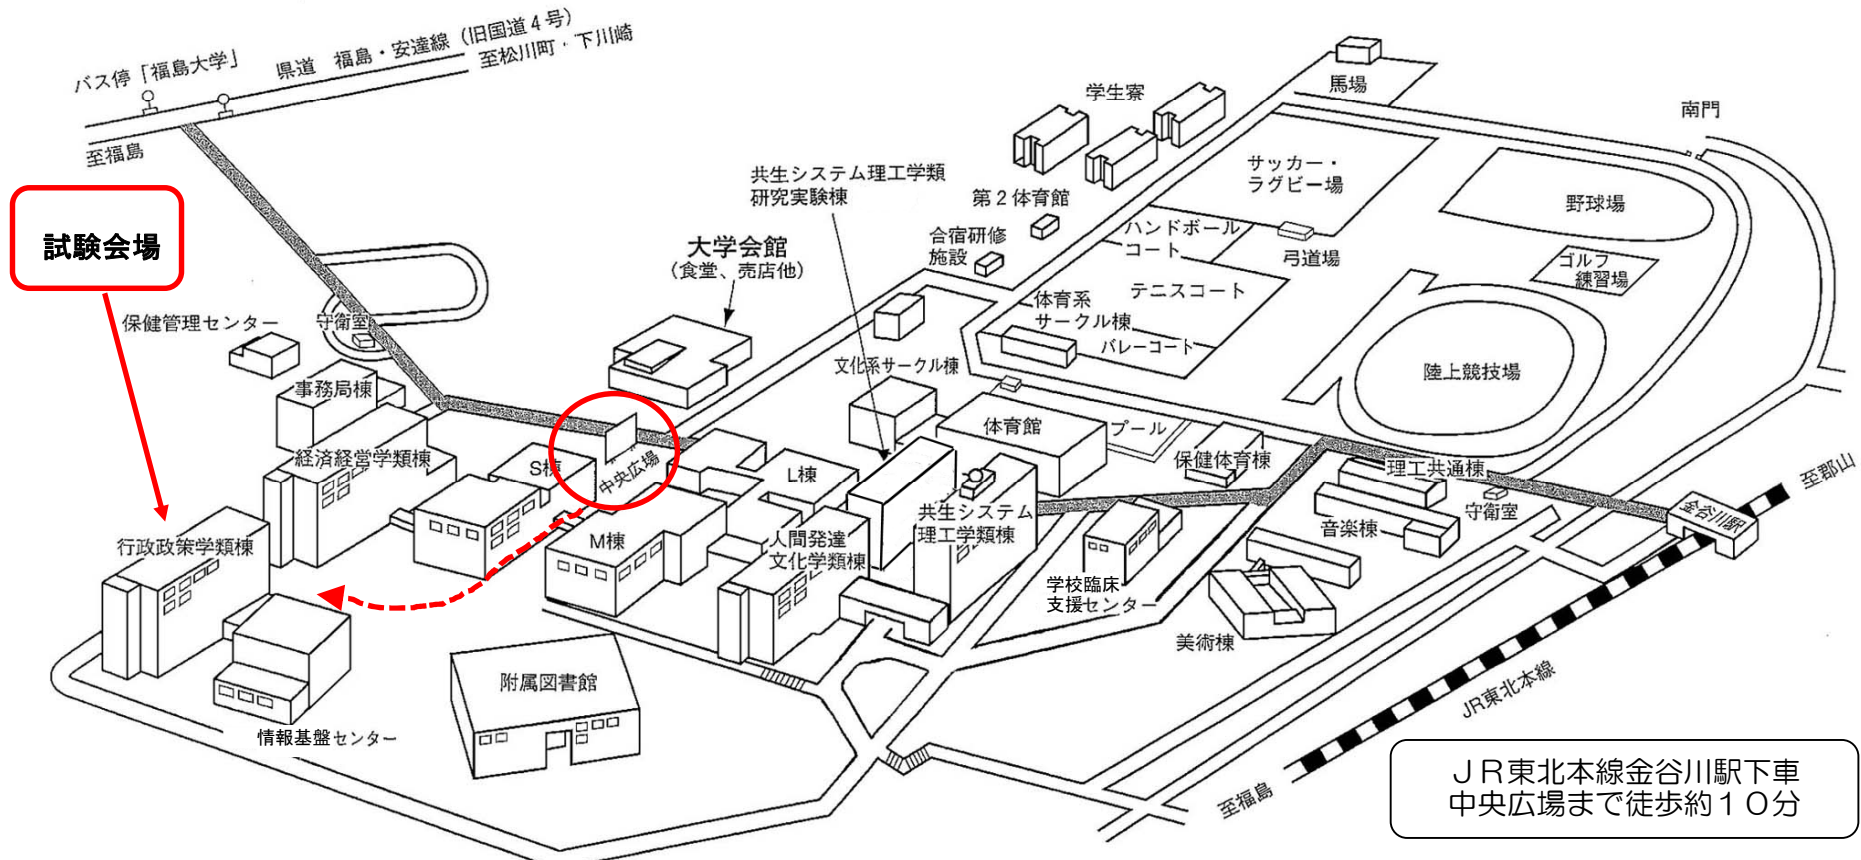 バス停「福島大学」
県道　福島・安達線（旧国道４号）
至松川町・下川崎
至福島
試験会場
保健管理センター
守衛室
事務局棟
経済経営学類棟
行政政策学類棟
情報基盤センター
附属図書館
S棟
中央広場
M棟
L棟
大学会館
（食堂、売店他）
共生システム理工学類
研究実験棟
文化系サークル棟
人間発達
文化学類棟
共生システム
理工学類棟
体育館
プール
保健体育棟
学校臨床
支援センター
美術棟
音楽棟
理工共通棟
守衛室
学生寮
第２体育館
合宿研修
施設
体育系
サークル棟
バレーコート
テニスコート
ハンドボール
コート
弓道場
サッカー・
ラグビー場
馬場
南門
野球場
ゴルフ
練習場
陸上競技場
金谷川駅
至郡山
JR東北本線
至福島
ＪＲ東北本線金谷川駅下車
中央広場まで徒歩約１０分